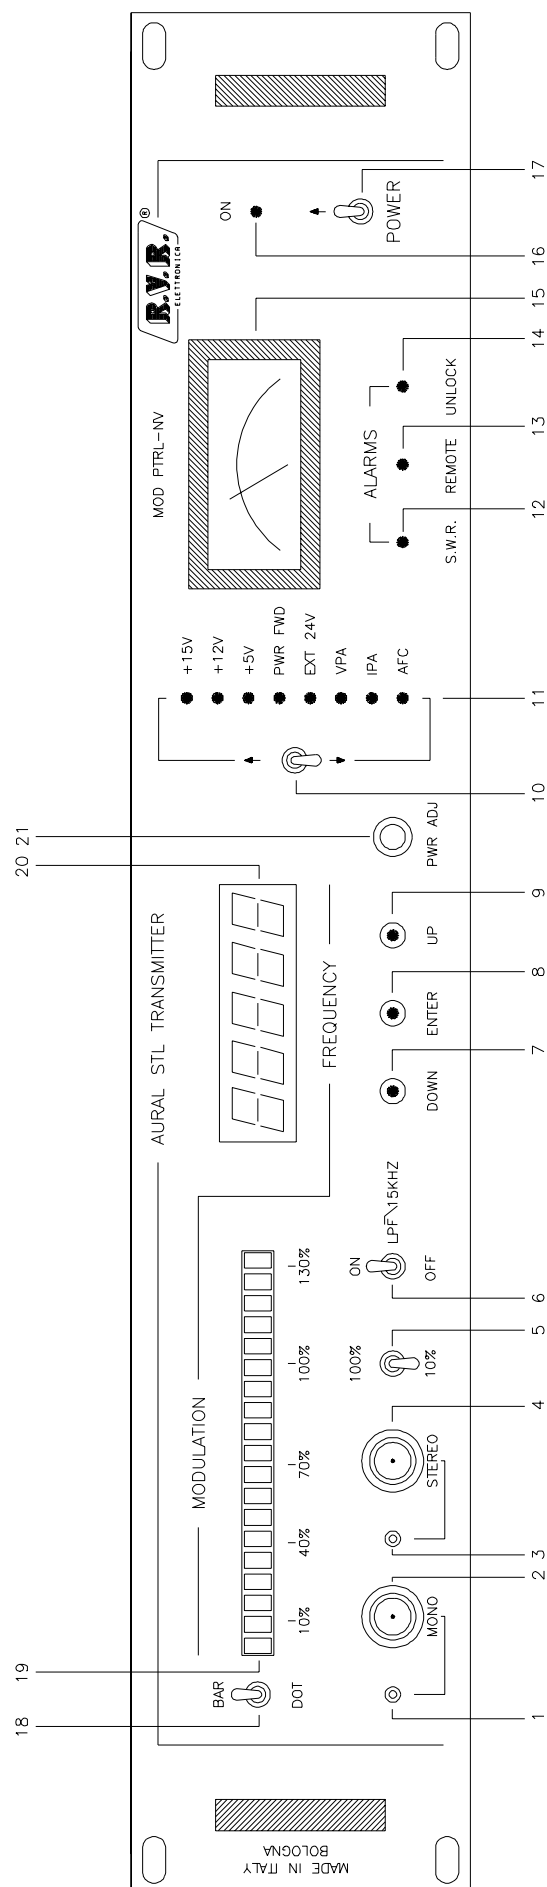 20 21
18 19
R.V.R.®
ELETTRONICA
AURAL STL TRANSMITTER
MOD PTRL-NV
ON
MODULATION
10% 40% 70% 100% 130%
BAR
DOT
FREQUENCY
+15V
+12V
+5V
PWR FWD
EXT 24V
VPA
IPA
AFC
ALARMS
S.W.R. REMOTE UNLOCK
POWER
MONO
STEREO
100%
10%
ON
OFF
LPF\15KHZ
DOWN
ENTER
UP
PWR ADJ
MADE IN ITALY
BOLOGNA
1 2 3 4 5 6 7 8 9 10 11 12 13 14 15 16 17